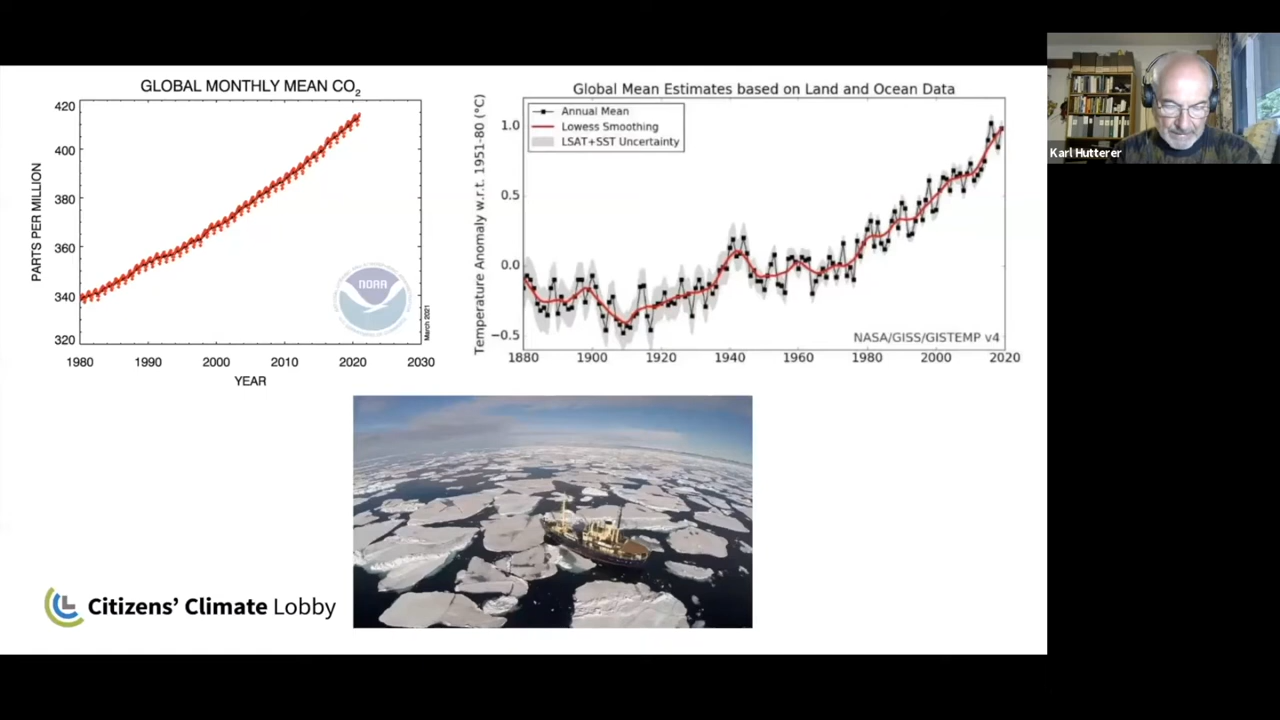 GLOBAL MONTHLY MEAN CO2
420
400
380
360
340
320
PARTS PER MILLION
1980 1990 2000 2010 2020 2030
YEAR
NOAA
March 2021
Global Mean Estimates based on Land and Ocean Data
Annual Mean
Lowess Smoothing
LSAT+SST Uncertainty
1.0
0.5
0.0
−0.5
Temperature Anomaly w.r.t. 1951-80 (°C)
NASA/GISS/GISTEMP v4
1880 1900 1920 1940 1960 1980 2000 2020
Karl Hutterer
Citizens' Climate Lobby